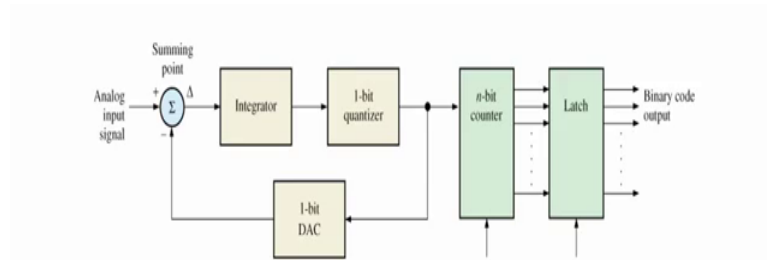 Summing
point
Analog
input
signal
+
Σ
Δ
−
Integrator
1-bit
quantizer
n-bit
counter
Latch
Binary code
output
1-bit
DAC